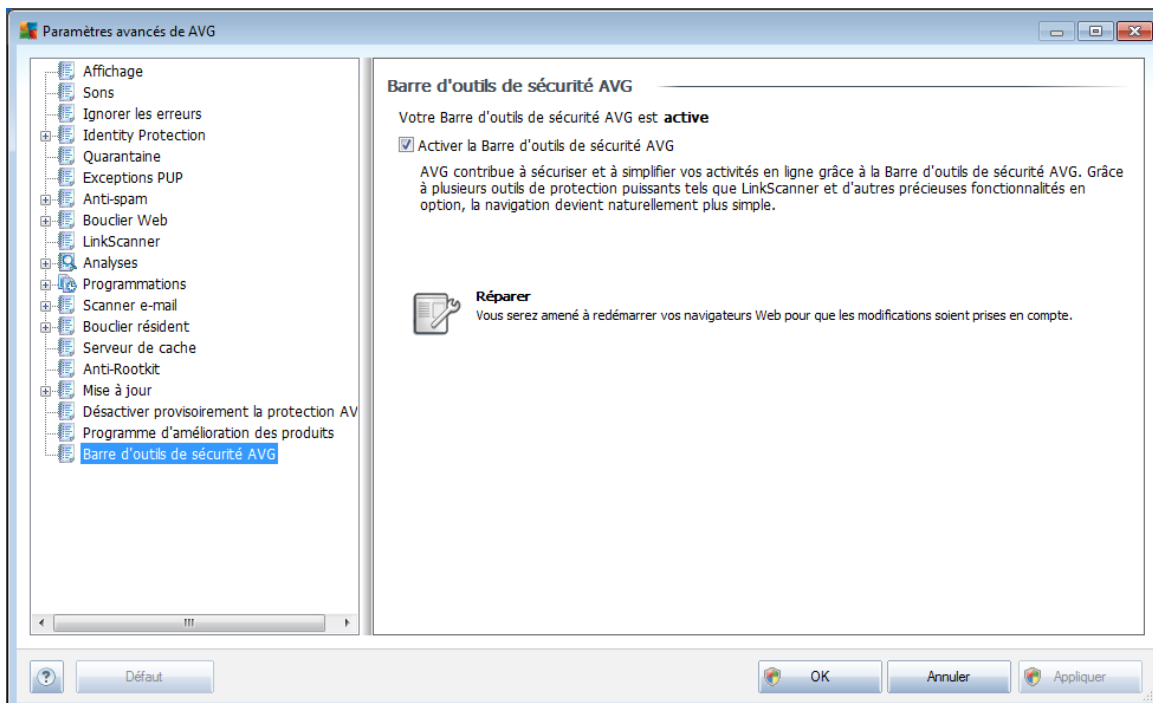 Paramètres avancés de AVG
Affichage
Sons
Ignorer les erreurs
Identity Protection
Quarantaine
Exceptions PUP
Anti-spam
Bouclier Web
LinkScanner
Analyses
Programmations
Scanner e-mail
Bouclier résident
Serveur de cache
Anti-Rootkit
Mise à jour
Désactiver provisoirement la protection AV
Programme d'amélioration des produits
Barre d'outils de sécurité AVG
Barre d'outils de sécurité AVG
Votre Barre d'outils de sécurité AVG est active
Activer la Barre d'outils de sécurité AVG
AVG contribue à sécuriser et à simplifier vos activités en ligne grâce à la Barre d'outils de sécurité AVG. Grâce
à plusieurs outils de protection puissants tels que LinkScanner et d'autres précieuses fonctionnalités en
option, la navigation devient naturellement plus simple.
Réparer
Vous serez amené à redémarrer vos navigateurs Web pour que les modifications soient prises en compte.
?
Défaut
OK
Annuler
Appliquer